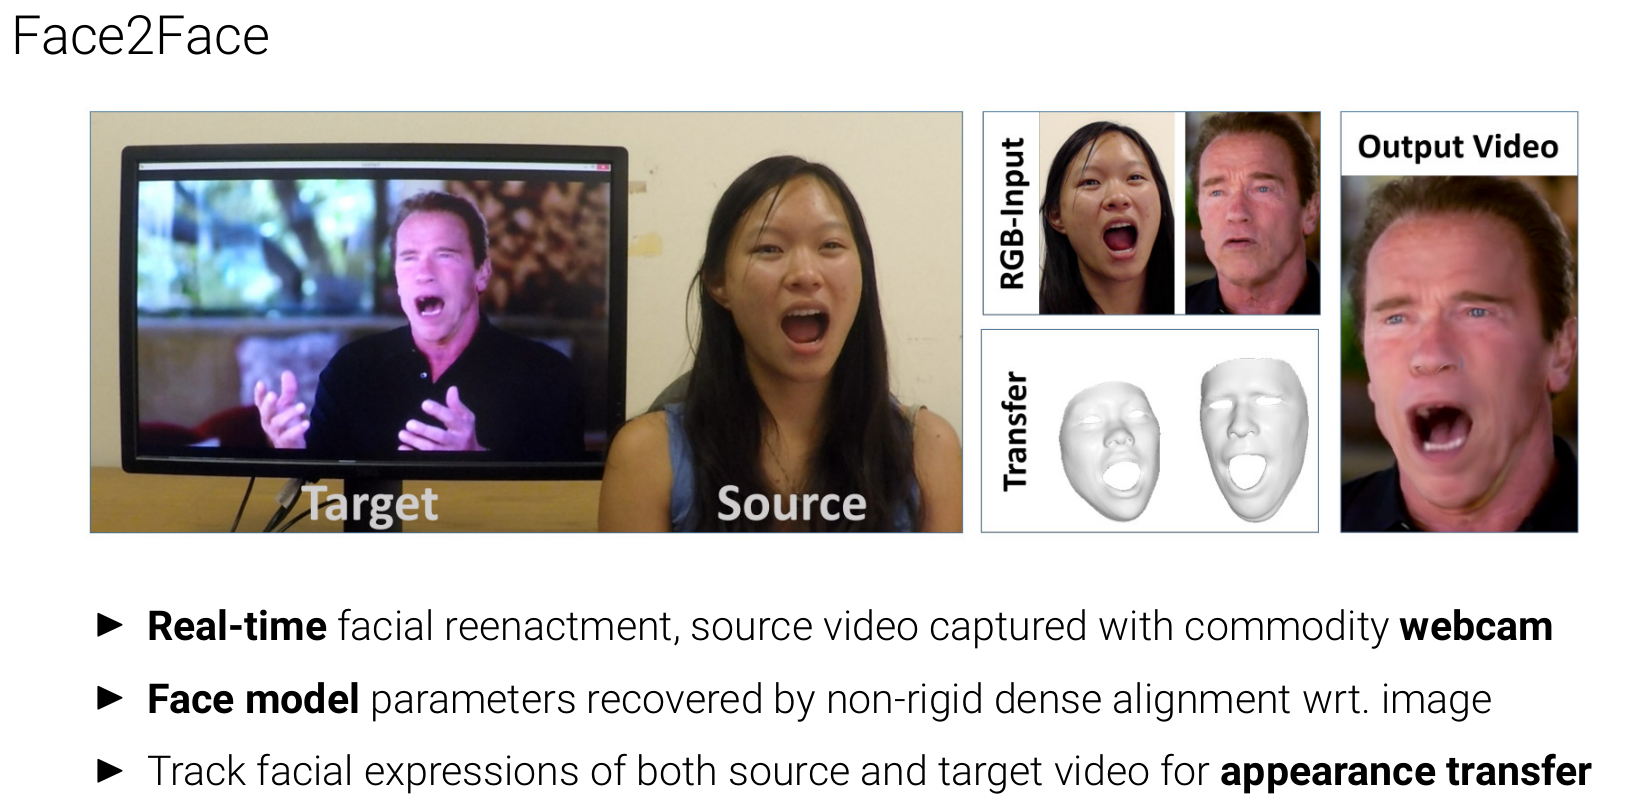 Face2Face
Target
Source
RGB-Input
Transfer
Output Video
► Real-time facial reenactment, source video captured with commodity webcam
► Face model parameters recovered by non-rigid dense alignment wrt. image
► Track facial expressions of both source and target video for appearance transfer